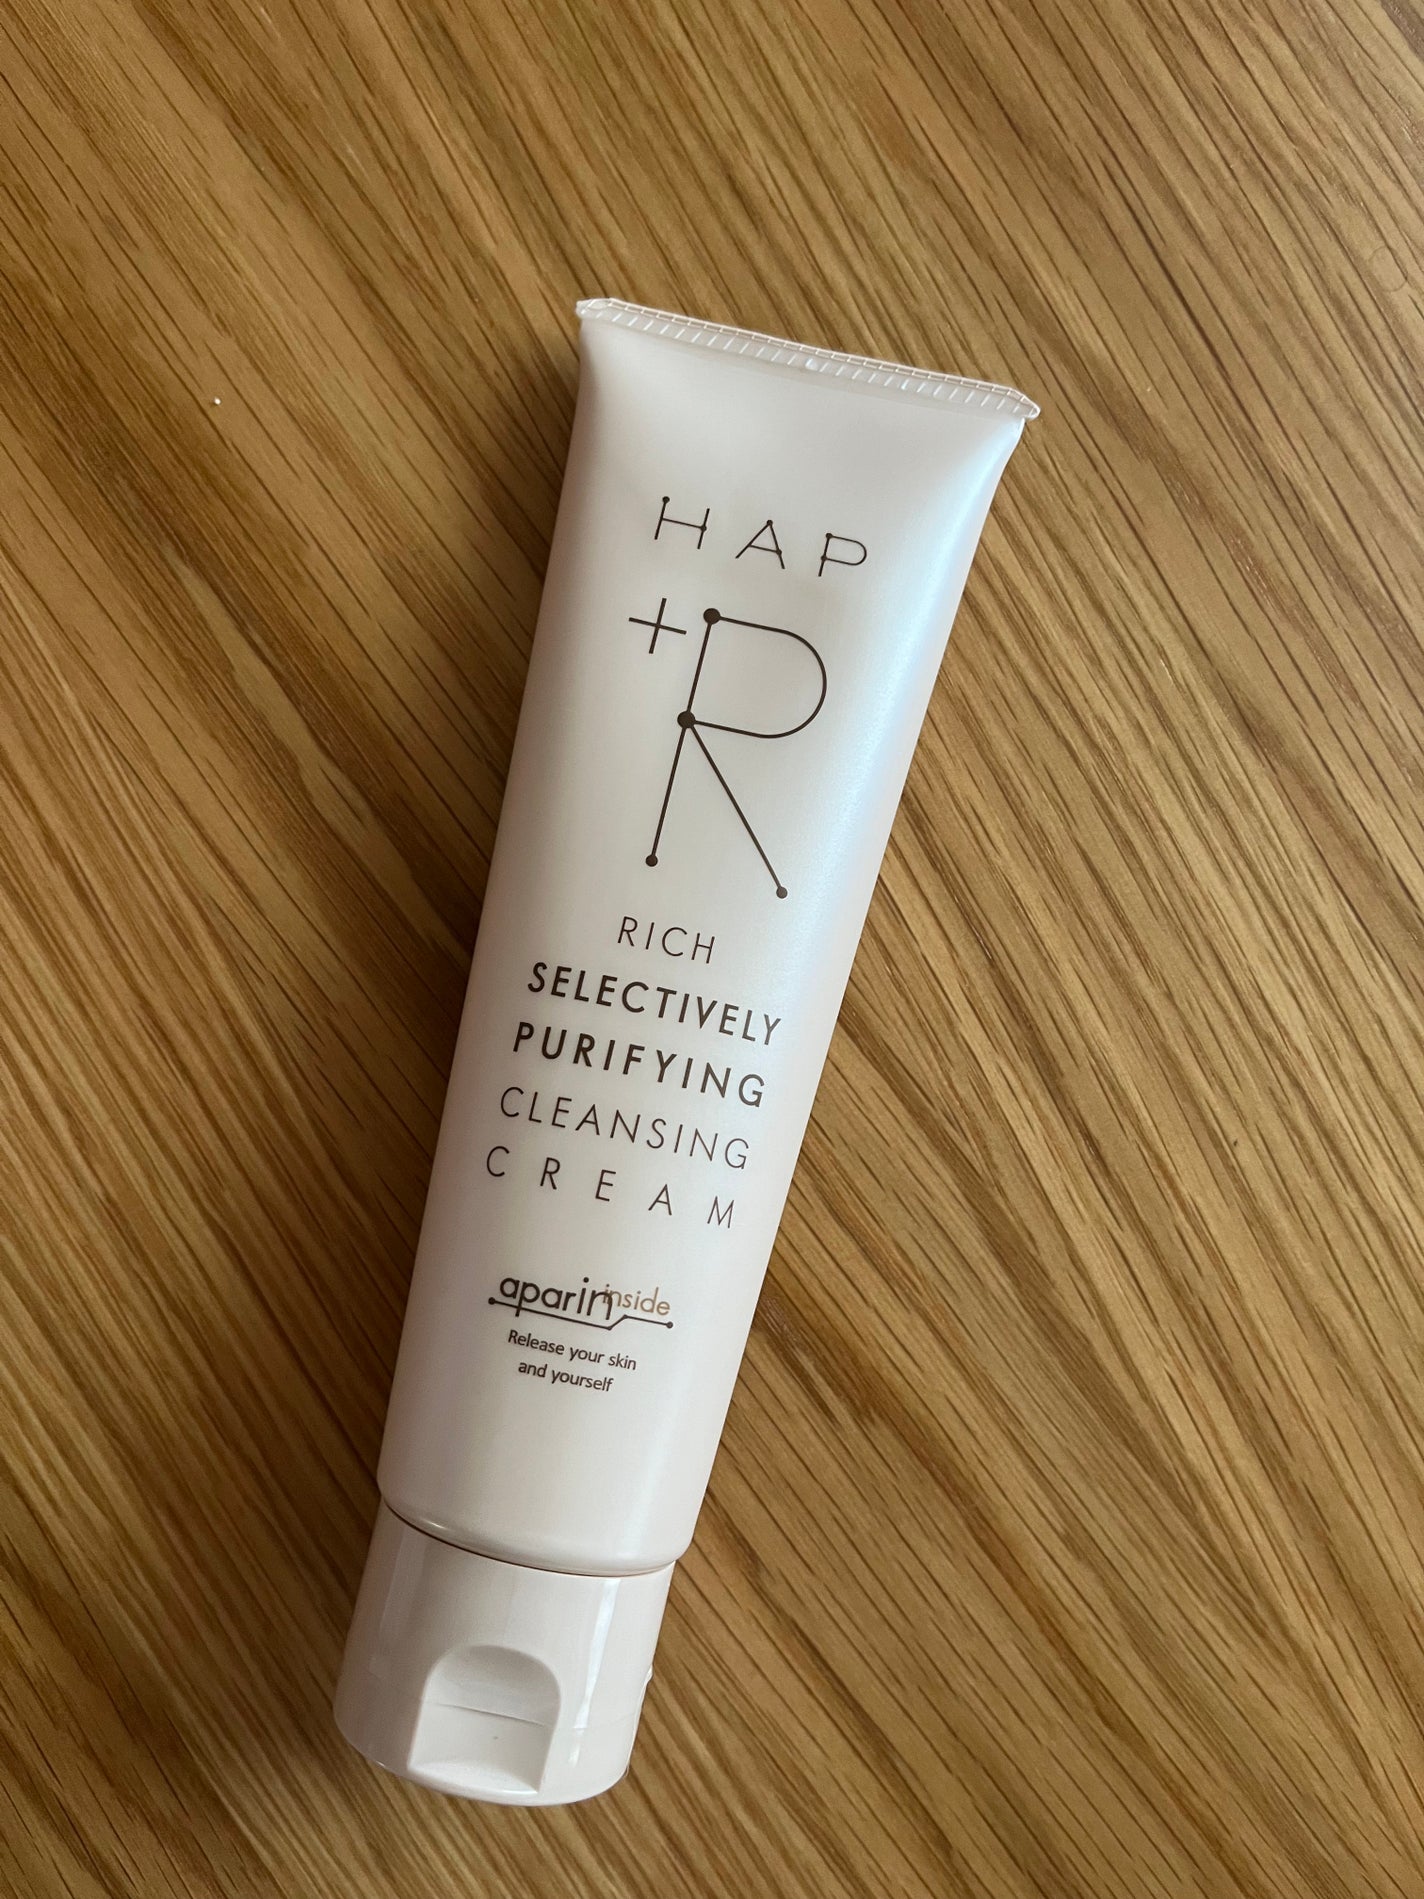 HAP
+R
RICH
SELECTIVELY
PURIFYING
CLEANSING
CREAM
aparin inside
Release your skin
and yourself